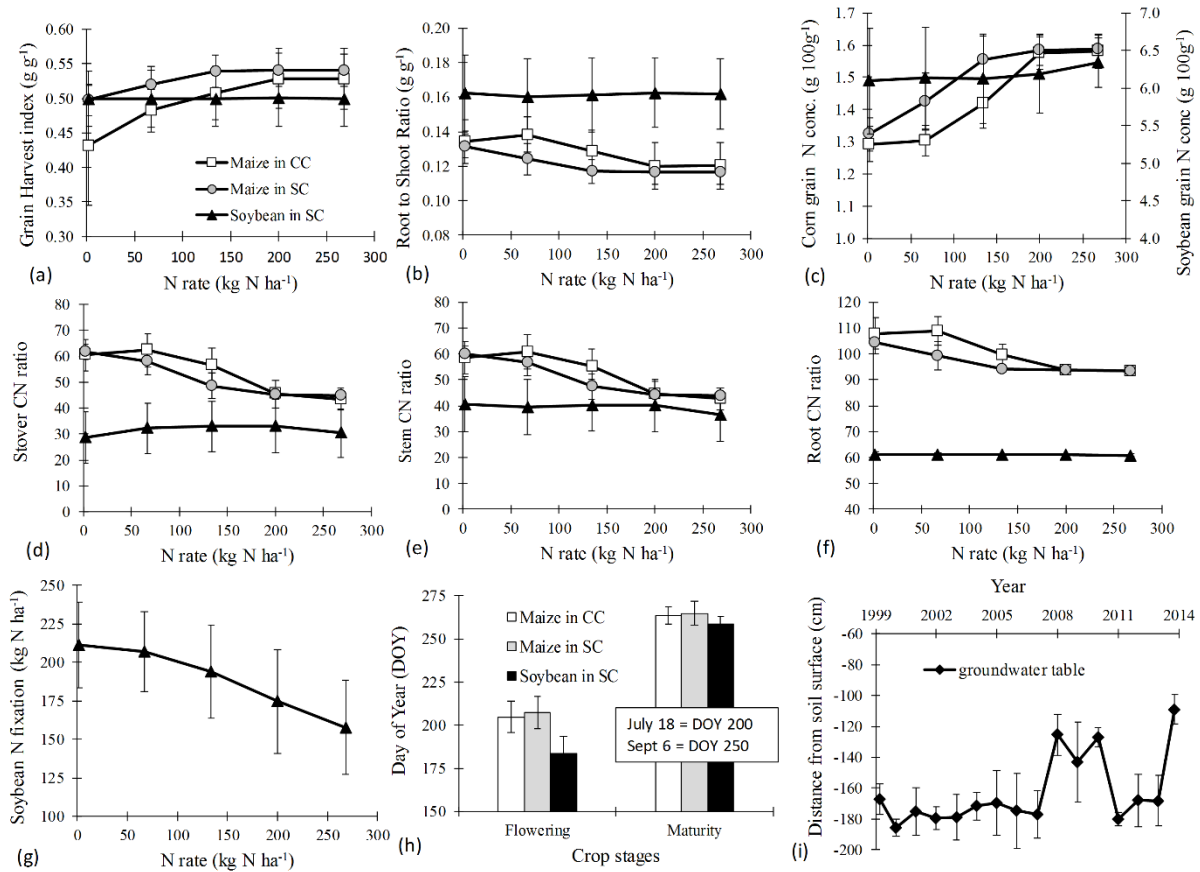 Grain Harvest index (g g⁻¹)
0.60
0.55
0.50
0.45
0.40
0.35
0.30
Maize in CC
Maize in SC
Soybean in SC
0 50 100 150 200 250 300
(a)
N rate (kg N ha⁻¹)
Root to Shoot Ratio (g g⁻¹)
0.20
0.18
0.16
0.14
0.12
0.10
0.08
0 50 100 150 200 250 300
(b)
N rate (kg N ha⁻¹)
Corn grain N conc. (g 100g⁻¹)
1.7
1.6
1.5
1.4
1.3
1.2
1.1
1.0
7.0
6.5
6.0
5.5
5.0
4.5
4.0
Soybean grain N conc. (g 100g⁻¹)
0 50 100 150 200 250 300
(c)
N rate (kg N ha⁻¹)
Stover CN ratio
80
70
60
50
40
30
20
10
0
0 50 100 150 200 250 300
(d)
N rate (kg N ha⁻¹)
Stem CN ratio
80
70
60
50
40
30
20
10
0
0 50 100 150 200 250 300
(e)
N rate (kg N ha⁻¹)
Root CN ratio
120
110
100
90
80
70
60
50
40
0 50 100 150 200 250 300
(f)
N rate (kg N ha⁻¹)
Soybean N fixation (kg N ha⁻¹)
250
225
200
175
150
125
100
0 50 100 150 200 250 300
(g)
N rate (kg N ha⁻¹)
Day of Year (DOY)
275
250
225
200
175
150
Maize in CC
Maize in SC
Soybean in SC
July 18 = DOY 200
Sept 6 = DOY 250
Flowering Maturity
(h)
Crop stages
Year
1999 2002 2005 2008 2011 2014
Distance from soil surface (cm)
-60
-80
-100
-120
-140
-160
-180
-200
groundwater table
(i)